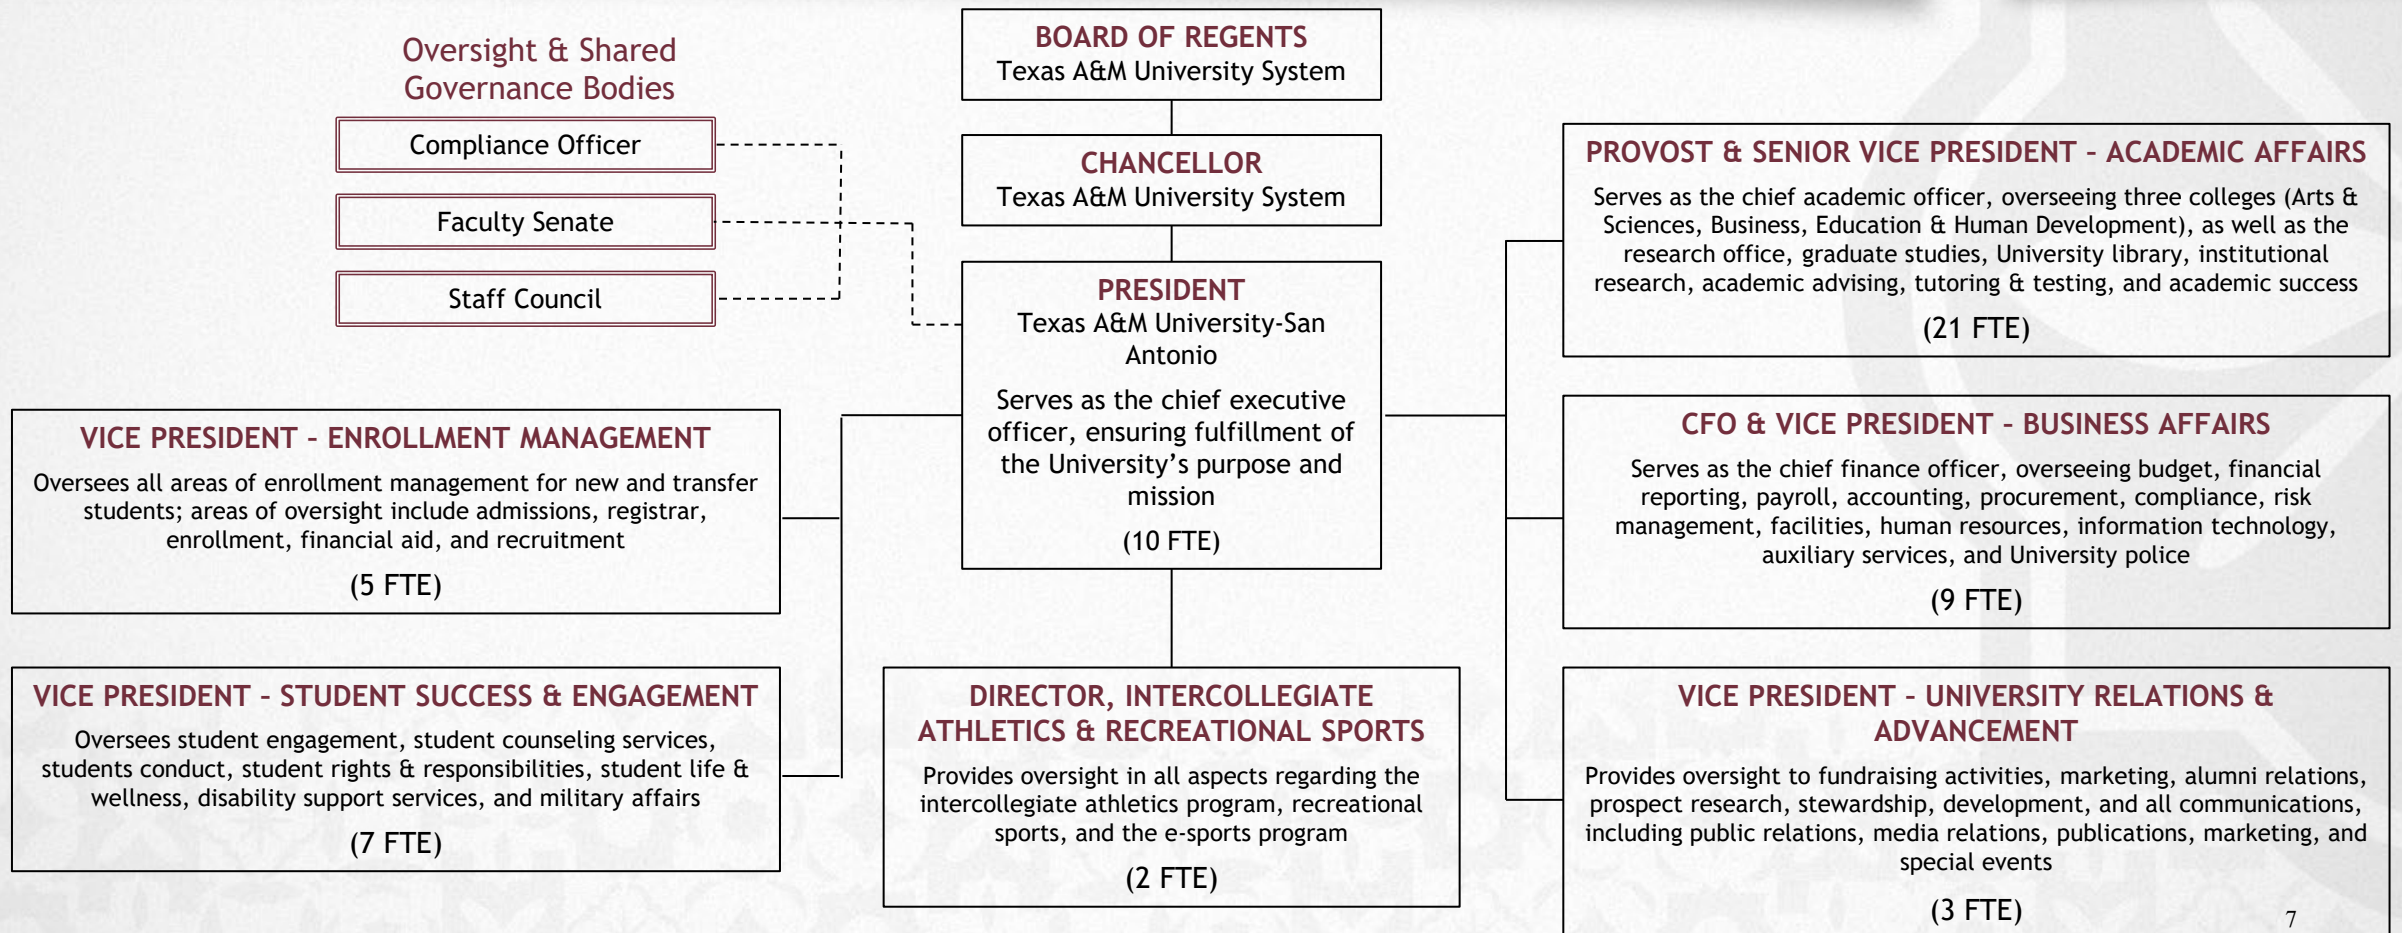 Oversight & Shared
Governance Bodies
Compliance Officer
Faculty Senate
Staff Council
BOARD OF REGENTS
Texas A&M University System
CHANCELLOR
Texas A&M University System
PRESIDENT
Texas A&M University-San
Antonio
Serves as the chief executive
officer, ensuring fulfillment of
the University’s purpose and
mission
(10 FTE)
VICE PRESIDENT – ENROLLMENT MANAGEMENT
Oversees all areas of enrollment management for new and transfer
students; areas of oversight include admissions, registrar,
enrollment, financial aid, and recruitment
(5 FTE)
VICE PRESIDENT – STUDENT SUCCESS & ENGAGEMENT
Oversees student engagement, student counseling services,
students conduct, student rights & responsibilities, student life &
wellness, disability support services, and military affairs
(7 FTE)
DIRECTOR, INTERCOLLEGIATE
ATHLETICS & RECREATIONAL SPORTS
Provides oversight in all aspects regarding the
intercollegiate athletics program, recreational
sports, and the e-sports program
(2 FTE)
PROVOST & SENIOR VICE PRESIDENT – ACADEMIC AFFAIRS
Serves as the chief academic officer, overseeing three colleges (Arts &
Sciences, Business, Education & Human Development), as well as the
research office, graduate studies, University library, institutional
research, academic advising, tutoring & testing, and academic success
(21 FTE)
CFO & VICE PRESIDENT – BUSINESS AFFAIRS
Serves as the chief finance officer, overseeing budget, financial
reporting, payroll, accounting, procurement, compliance, risk
management, facilities, human resources, information technology,
auxiliary services, and University police
(9 FTE)
VICE PRESIDENT – UNIVERSITY RELATIONS &
ADVANCEMENT
Provides oversight to fundraising activities, marketing, alumni relations,
prospect research, stewardship, development, and all communications,
including public relations, media relations, publications, marketing, and
special events
(3 FTE)
7